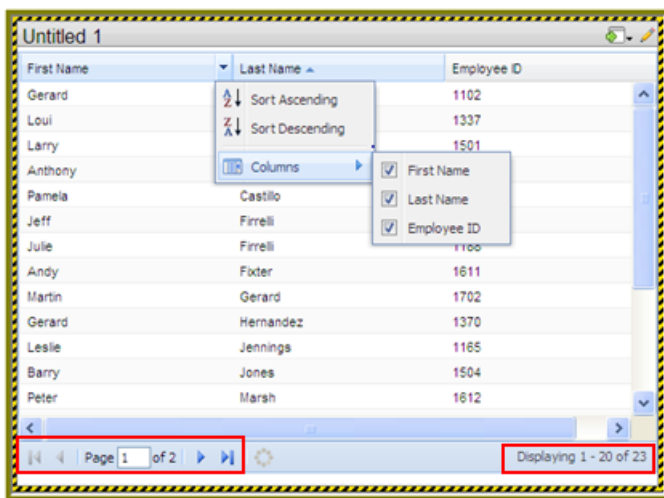 Untitled 1
First Name Last Name Employee ID
Gerard 1102
Loui 1337
Larry 1501
Anthony
Pamela Castillo
Jeff Firrelli
Julie Firrelli 1188
Andy Fixter 1611
Martin Gerard 1702
Gerard Hernandez 1370
Leslie Jennings 1165
Barry Jones 1504
Peter Marsh 1612
Sort Ascending
Sort Descending
Columns
First Name
Last Name
Employee ID
Page 1 of 2
Displaying 1 - 20 of 23